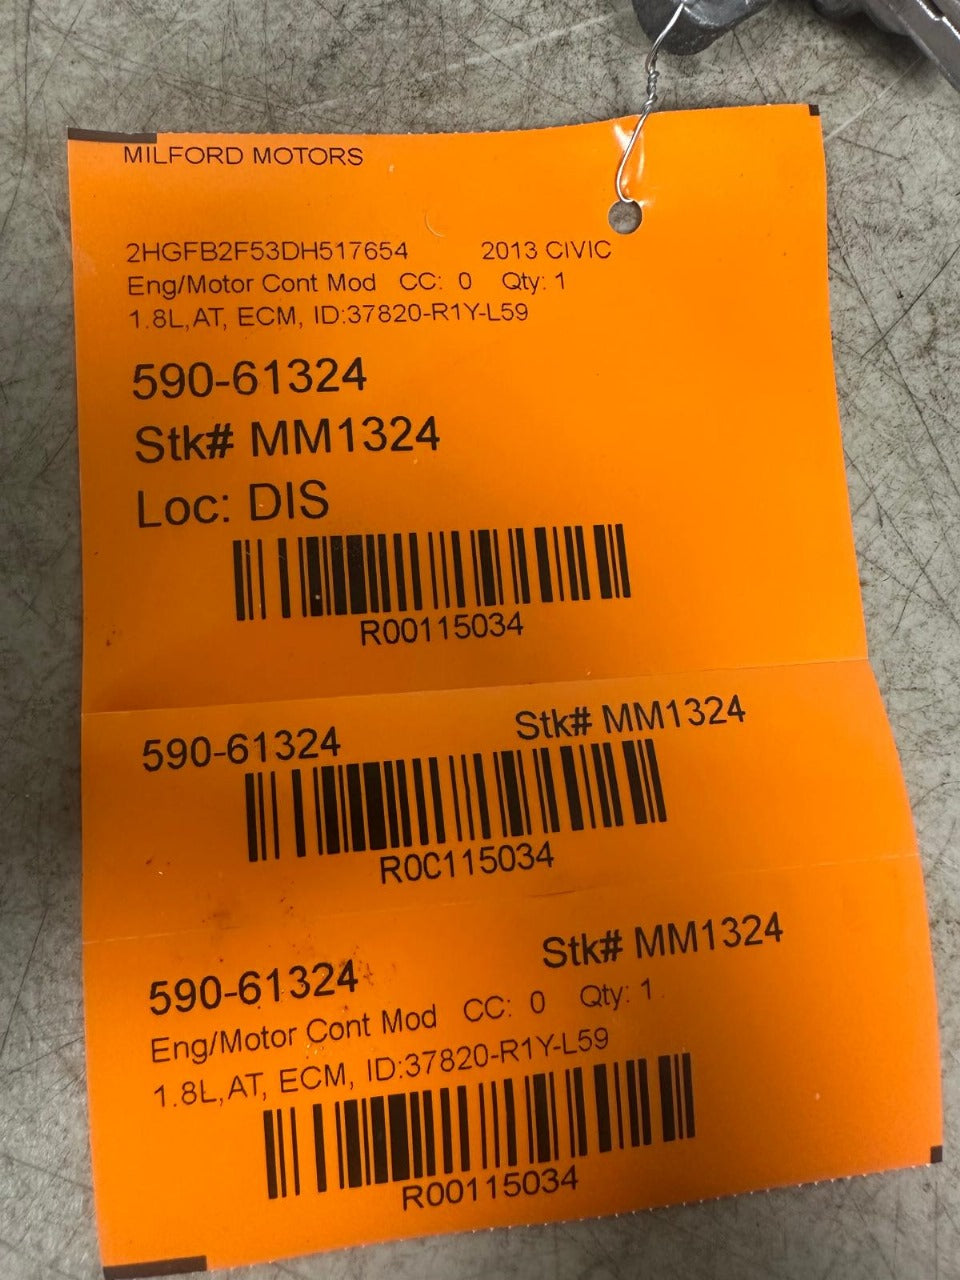 MILFORD MOTORS
2HGFB2F53DH517654 2013 CIVIC
Eng/Motor Cont Mod CC: 0 Qty: 1
1.8L,AT, ECM, ID:37820-R1Y-L59
590-61324
Stk# MM1324
Loc: DIS
R00115034
590-61324 Stk# MM1324
R0C115034
590-61324 Stk# MM1324
Eng/Motor Cont Mod CC: 0 Qty: 1
1.8L,AT, ECM, ID:37820-R1Y-L59
R00115034